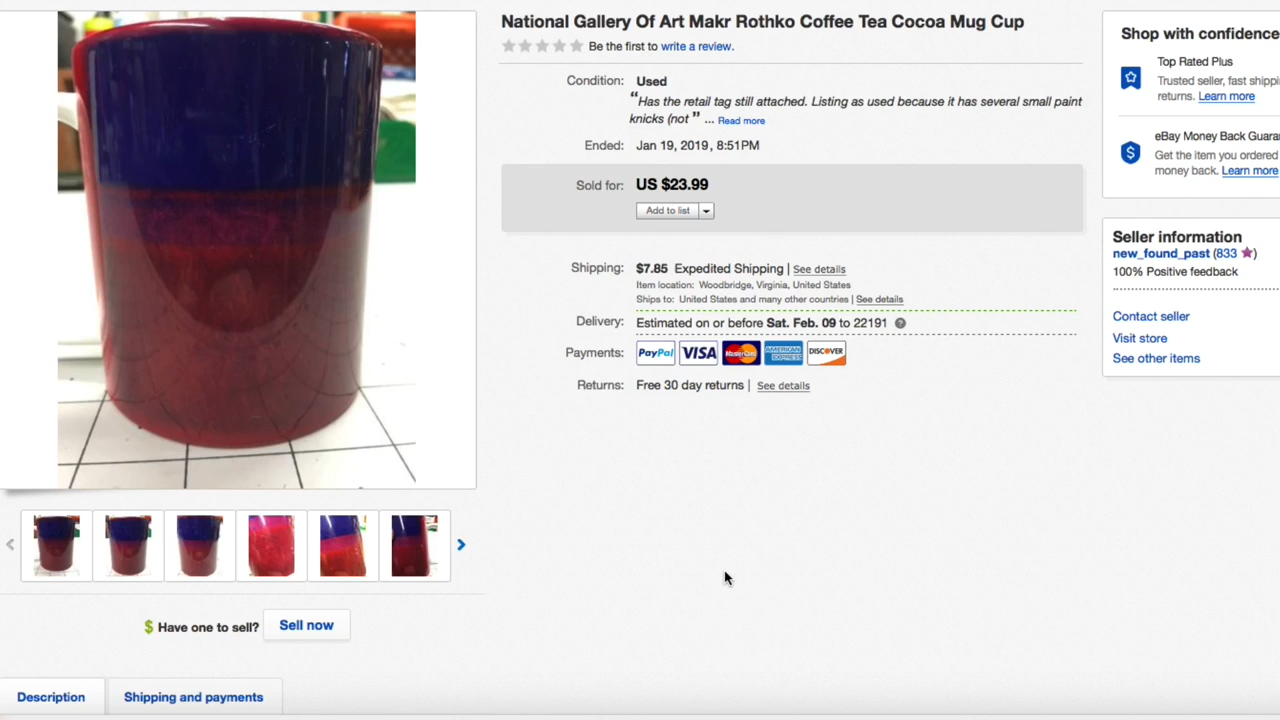 National Gallery Of Art Makr Rothko Coffee Tea Cocoa Mug Cup
Be the first to write a review.
Condition: Used
“Has the retail tag still attached. Listing as used because it has several small paint
knicks (not ” ... Read more
Ended: Jan 19, 2019, 8:51PM
Sold for: US $23.99
Add to list
Shipping: $7.85 Expedited Shipping | See details
Item location: Woodbridge, Virginia, United States
Ships to: United States and many other countries | See details
Delivery: Estimated on or before Sat. Feb. 09 to 22191
Payments: PayPal VISA MasterCard AMERICAN EXPRESS DISCOVER
Returns: Free 30 day returns | See details
Shop with confidence
Top Rated Plus
Trusted seller, fast shippi
returns. Learn more
eBay Money Back Guarar
Get the item you ordered
money back. Learn more
Seller information
new_found_past (833)
100% Positive feedback
Contact seller
Visit store
See other items
$ Have one to sell? Sell now
Description
Shipping and payments